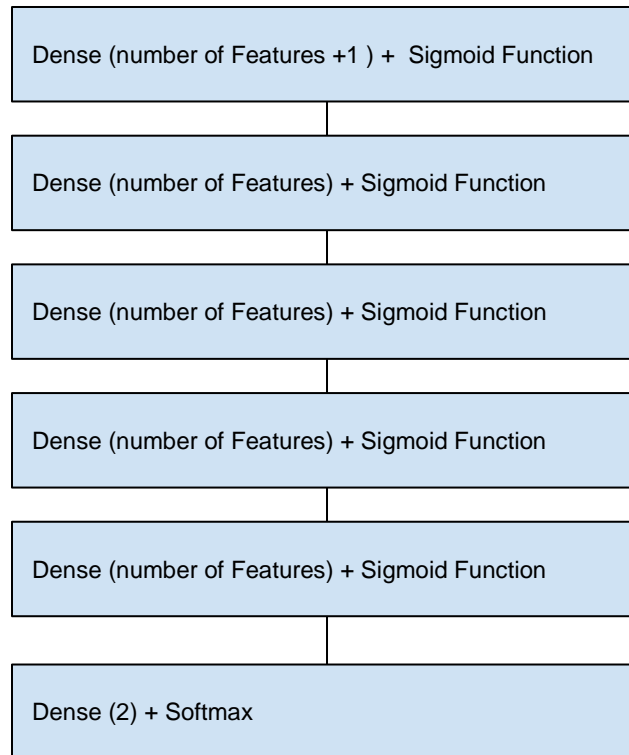 Dense (number of Features +1 ) + Sigmoid Function
Dense (number of Features) + Sigmoid Function
Dense (number of Features) + Sigmoid Function
Dense (number of Features) + Sigmoid Function
Dense (number of Features) + Sigmoid Function
Dense (2) + Softmax